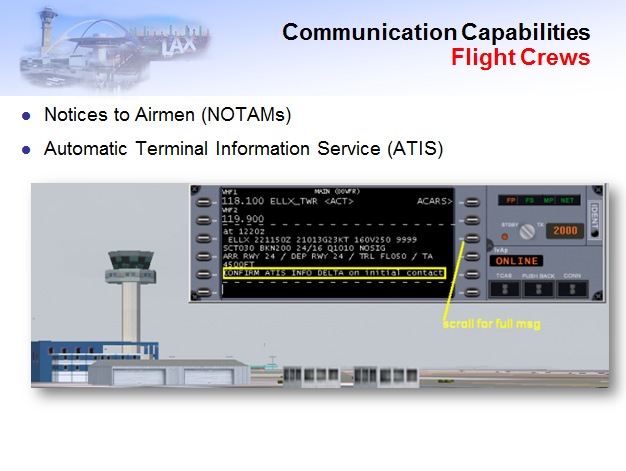 LAX
Communication Capabilities
Flight Crews
Notices to Airmen (NOTAMs)
Automatic Terminal Information Service (ATIS)
VHF1 MAIN (OOVFR)
118.100 ELLX_TWR <ACT> ACARS>
VHF2
119.900
at 1220z
ELLX 221150Z 21013G23KT 160V250 9999
SCT030 BKN200 24/16 Q1010 NOSIG
ARR RWY 24 / DEP RWY 24 / TRL FL050 / TA
4500FT
CONFIRM ATIS INFO DELTA on initial contact
FP FS MP NET
STBY TX
2000
IDENT
IvAp
ONLINE
TCAR PUSH BACK CONN
scroll for full msg